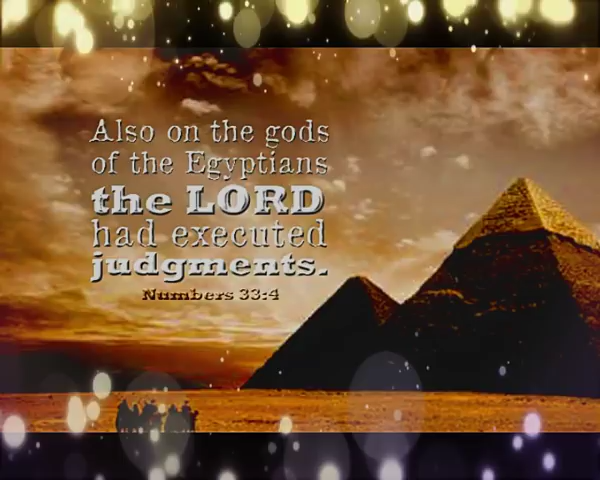 Also on the gods
of the Egyptians
the LORD
had executed
judgments.
Numbers 33:4